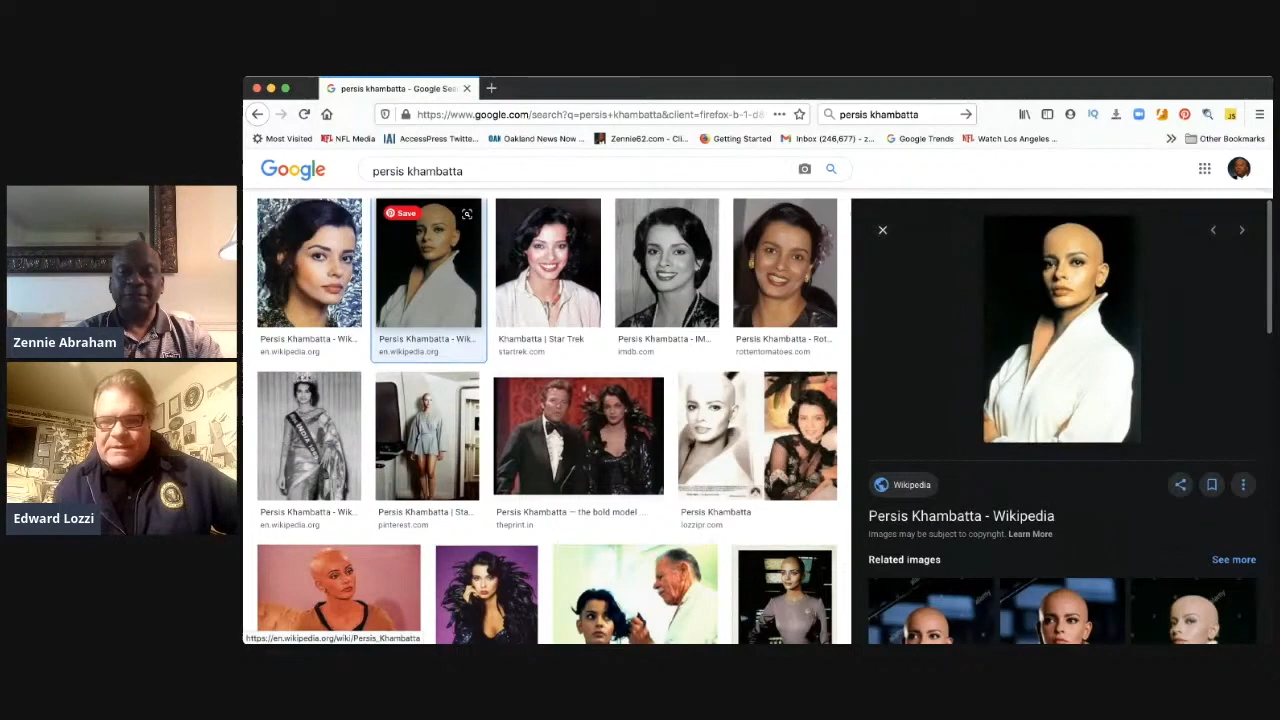 persis khambatta - Google Sea
https://www.google.com/search?q=persis+khambatta&client=firefox-b-1-d&
persis khambatta
Most Visited
NFL Media
AccessPress Twitte...
Oakland News Now ...
Zennie62.com - Cli...
Getting Started
Inbox (246,677) - z...
Google Trends
Watch Los Angeles ...
Other Bookmarks
Google
persis khambatta
Save
Persis Khambatta - Wik...
en.wikipedia.org
Persis Khambatta - Wik...
en.wikipedia.org
Khambatta | Star Trek
startrek.com
Persis Khambatta - IM...
imdb.com
Persis Khambatta - Rot...
rottentomatoes.com
Persis Khambatta - Wik...
en.wikipedia.org
Persis Khambatta | Sta...
pinterest.com
Persis Khambatta — the bold model ...
theprint.in
Persis Khambatta
lozzipr.com
https://en.wikipedia.org/wiki/Persis_Khambatta
Wikipedia
Persis Khambatta - Wikipedia
Images may be subject to copyright. Learn More
Related images
See more
Zennie Abraham
Edward Lozzi